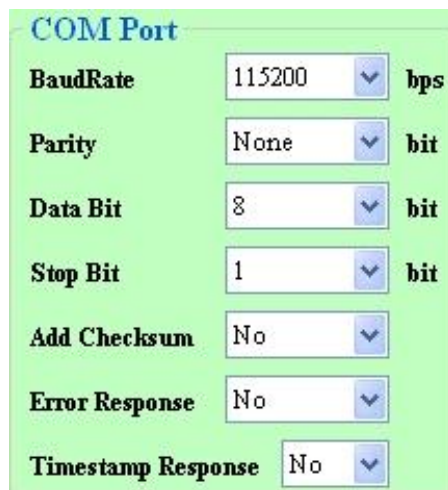 COM Port
BaudRate 115200 bps
Parity None bit
Data Bit 8 bit
Stop Bit 1 bit
Add Checksum No
Error Response No
Timestamp Response No